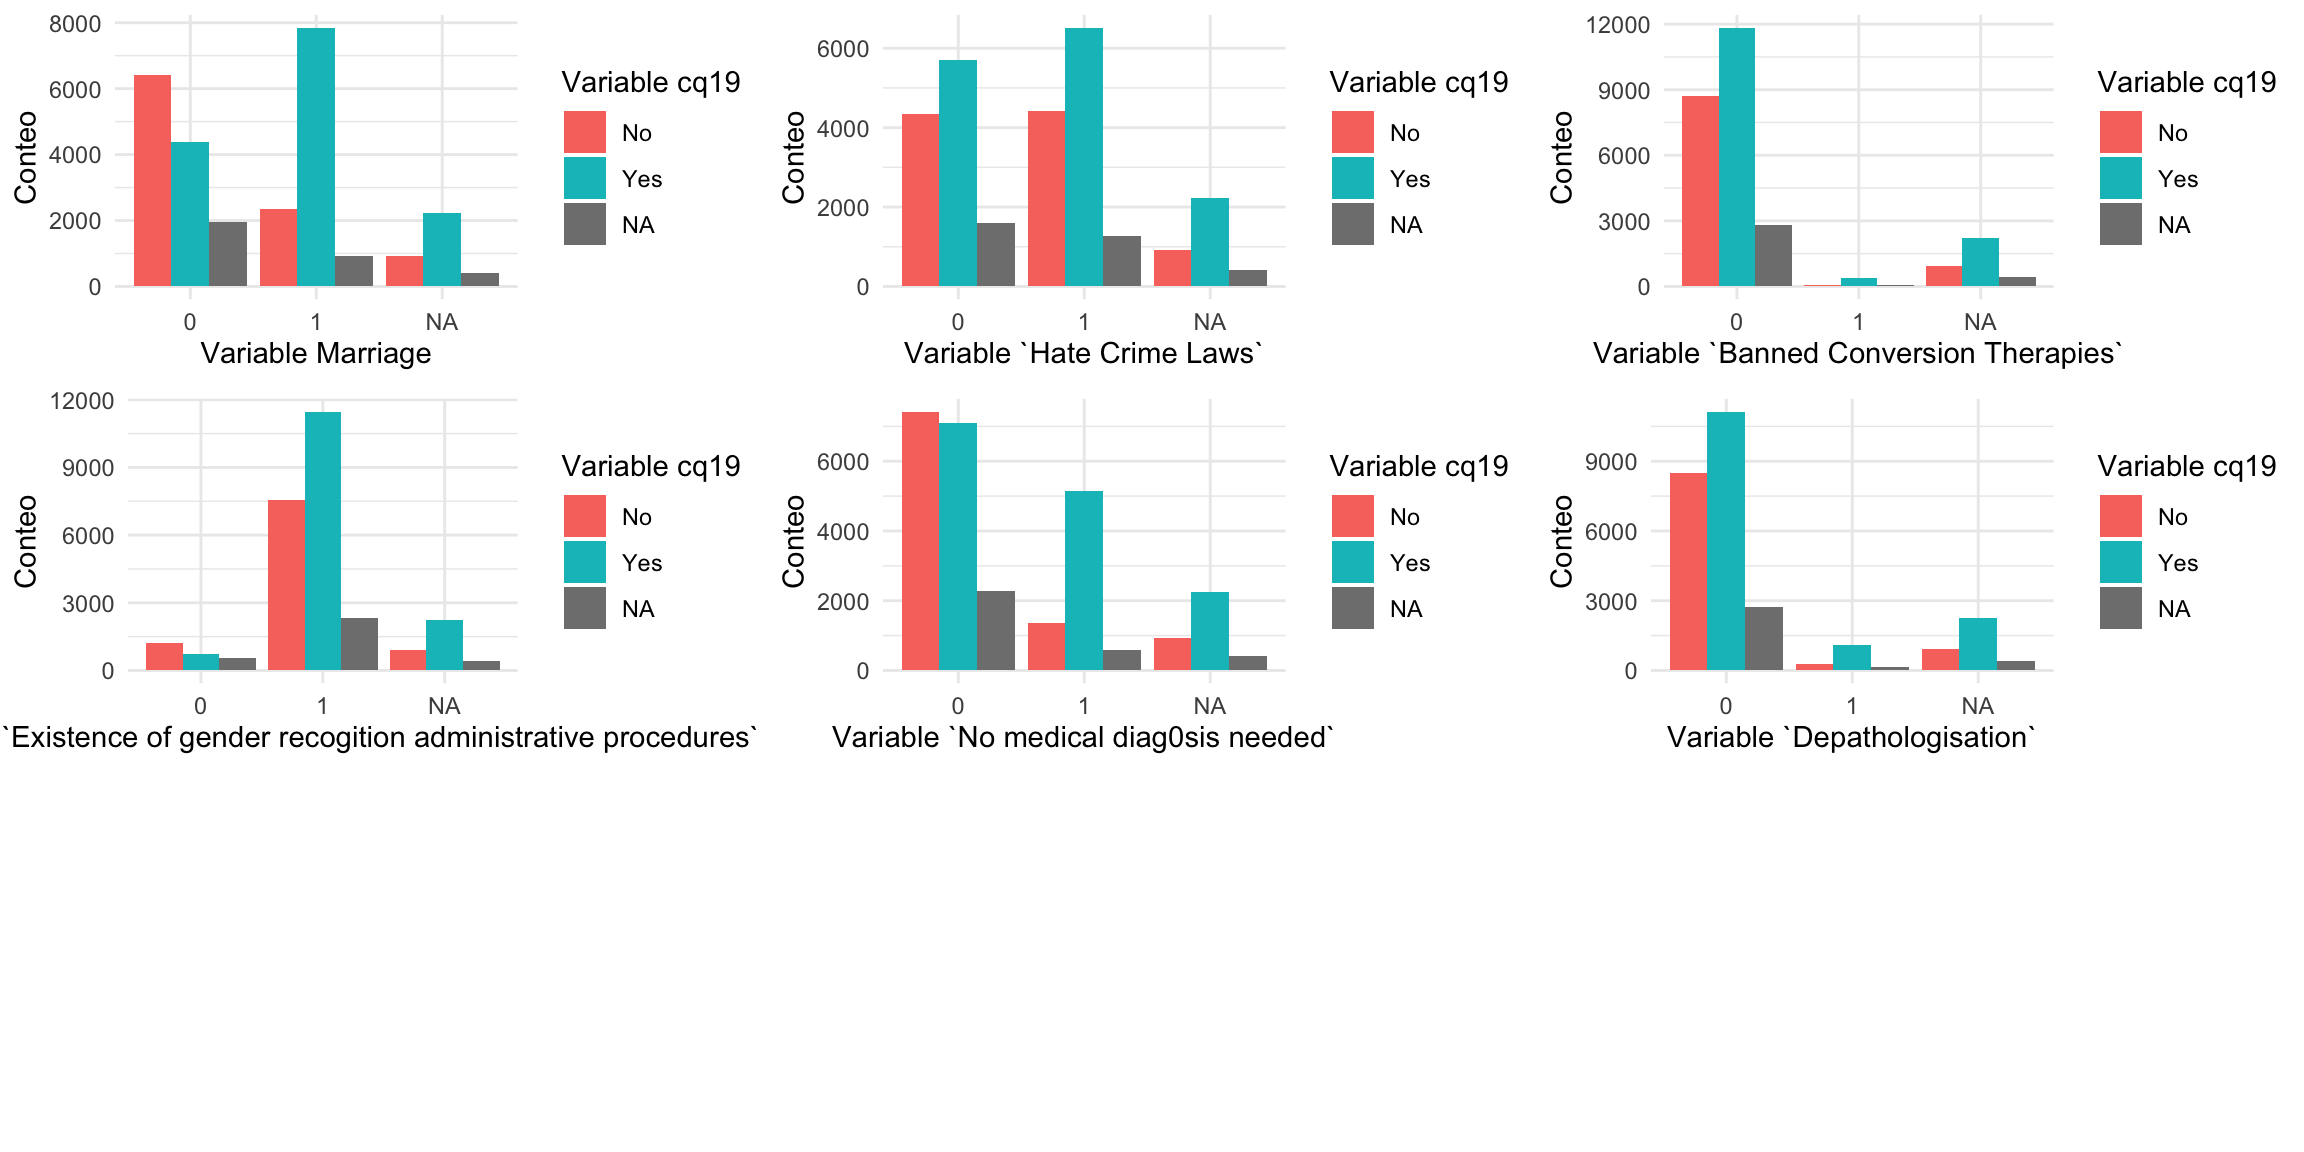 8000
6000
4000
2000
0
Conteo
0 1 NA
Variable Marriage
Variable cq19
No
Yes
NA
6000
4000
2000
0
Conteo
0 1 NA
Variable `Hate Crime Laws`
Variable cq19
No
Yes
NA
12000
9000
6000
3000
0
Conteo
0 1 NA
Variable `Banned Conversion Therapies`
Variable cq19
No
Yes
NA
12000
9000
6000
3000
0
Conteo
0 1 NA
`Existence of gender recogition administrative procedures`
Variable cq19
No
Yes
NA
6000
4000
2000
0
Conteo
0 1 NA
Variable `No medical diag0sis needed`
Variable cq19
No
Yes
NA
9000
6000
3000
0
Conteo
0 1 NA
Variable `Depathologisation`
Variable cq19
No
Yes
NA